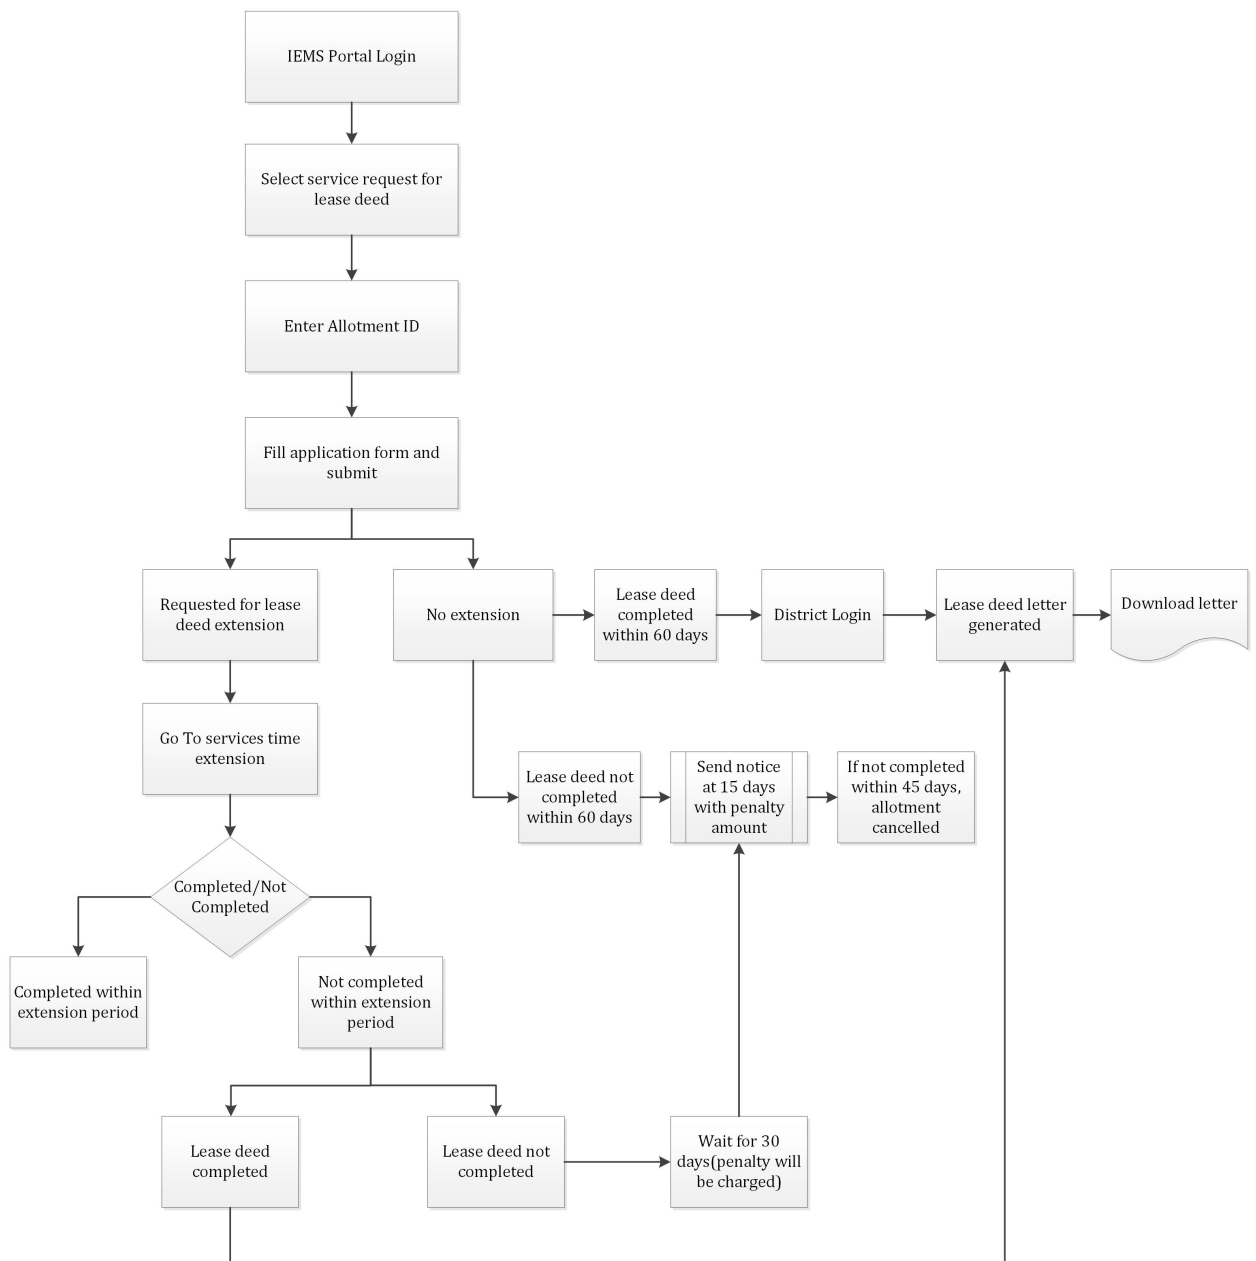 IEMS Portal Login
Select service request for
lease deed
Enter Allotment ID
Fill application form and
submit
Requested for lease
deed extension
No extension
Lease deed
completed
within 60 days
District Login
Lease deed letter
generated
Download letter
Go To services time
extension
Lease deed not
completed
within 60 days
Send notice
at 15 days
with penalty
amount
If not completed
within 45 days,
allotment
cancelled
Completed/Not
Completed
Completed within
extension period
Not completed
within extension
period
Lease deed
completed
Lease deed not
completed
Wait for 30
days(penalty will
be charged)